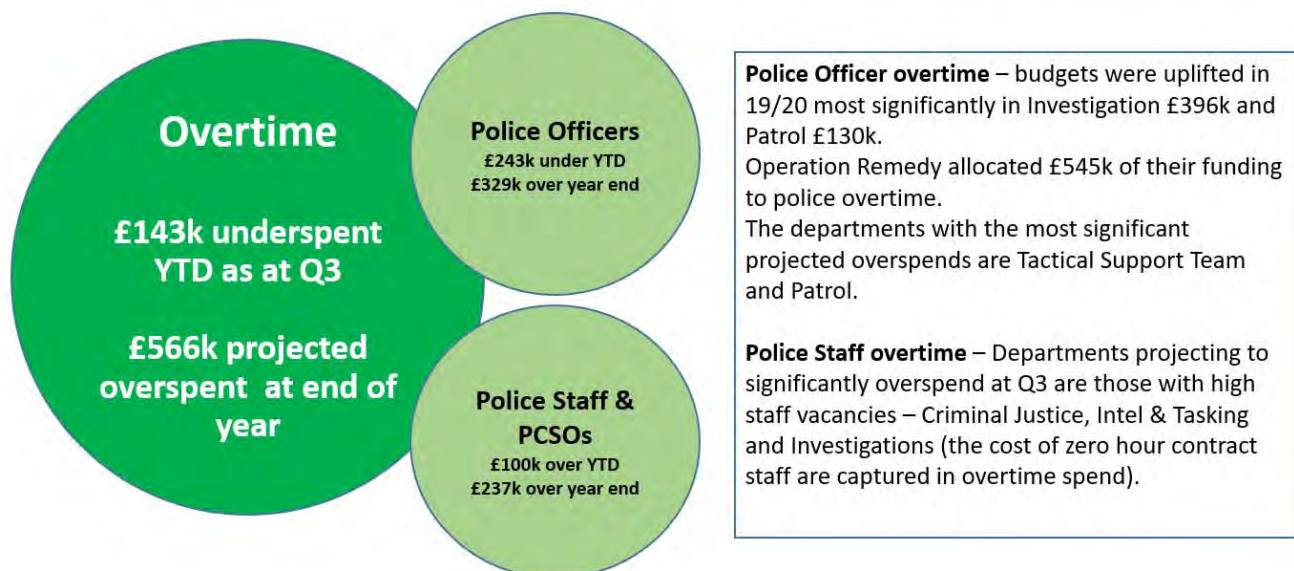 Overtime
£143k underspent
YTD as at Q3
£566k projected
overspent at end of
year
Police Officers
£243k under YTD
£329k over year end
Police Staff &
PCSOs
£100k over YTD
£237k over year end
Police Officer overtime – budgets were uplifted in
19/20 most significantly in Investigation £396k and
Patrol £130k.
Operation Remedy allocated £545k of their funding
to police overtime.
The departments with the most significant
projected overspends are Tactical Support Team
and Patrol.
Police Staff overtime – Departments projecting to
significantly overspend at Q3 are those with high
staff vacancies – Criminal Justice, Intel & Tasking
and Investigations (the cost of zero hour contract
staff are captured in overtime spend).